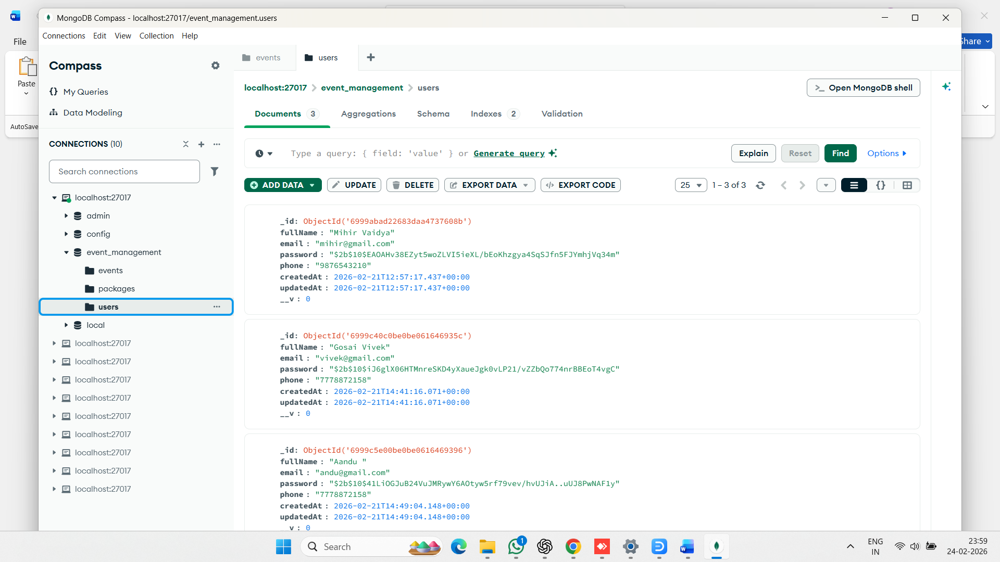 MongoDB Compass - localhost:27017/event_management.users
Connections Edit View Collection Help
File
Share
Paste
AutoSave
Compass
My Queries
Data Modeling
CONNECTIONS (10)
Search connections
localhost:27017
admin
config
event_management
events
packages
users
local
localhost:27017
localhost:27017
localhost:27017
localhost:27017
localhost:27017
localhost:27017
localhost:27017
localhost:27017
localhost:27017
events
users
localhost:27017 > event_management > users
>_ Open MongoDB shell
Documents 3 Aggregations Schema Indexes 2 Validation
Type a query: { field: 'value' } or Generate query
Explain Reset Find Options
ADD DATA UPDATE DELETE EXPORT DATA EXPORT CODE
25 1 – 3 of 3
_id: ObjectId('6999abad22683daa4737608b')
fullName : "Mihir Vaidya"
email : "mihir@gmail.com"
password : "$2b$10$EAOAHv38EZyt5woZLVI5ieXL/bEoKhzgya4SqSJfn5FJYmhjVq34m"
phone : "9876543210"
createdAt : 2026-02-21T12:57:17.437+00:00
updatedAt : 2026-02-21T12:57:17.437+00:00
__v : 0
_id: ObjectId('6999c40c0be0be061646935c')
fullName : "Gosai Vivek"
email : "vivek@gmail.com"
password : "$2b$10$iJ6glX06HTMnreSKD4yXaueJgk0vLP21/vZZbQo774nrBBEoT4vgC"
phone : "7778872158"
createdAt : 2026-02-21T14:41:16.071+00:00
updatedAt : 2026-02-21T14:41:16.071+00:00
__v : 0
_id: ObjectId('6999c5e00be0be0616469396')
fullName : "Aandu "
email : "andu@gmail.com"
password : "$2b$10$41LiOGJuB24VuJMRywY6AOtyw5rf79vev/hvUJiA..uUJ8PwNAF1y"
phone : "7778872158"
createdAt : 2026-02-21T14:49:04.148+00:00
updatedAt : 2026-02-21T14:49:04.148+00:00
__v : 0
Search
1
ENG
IN
23:59
24-02-2026